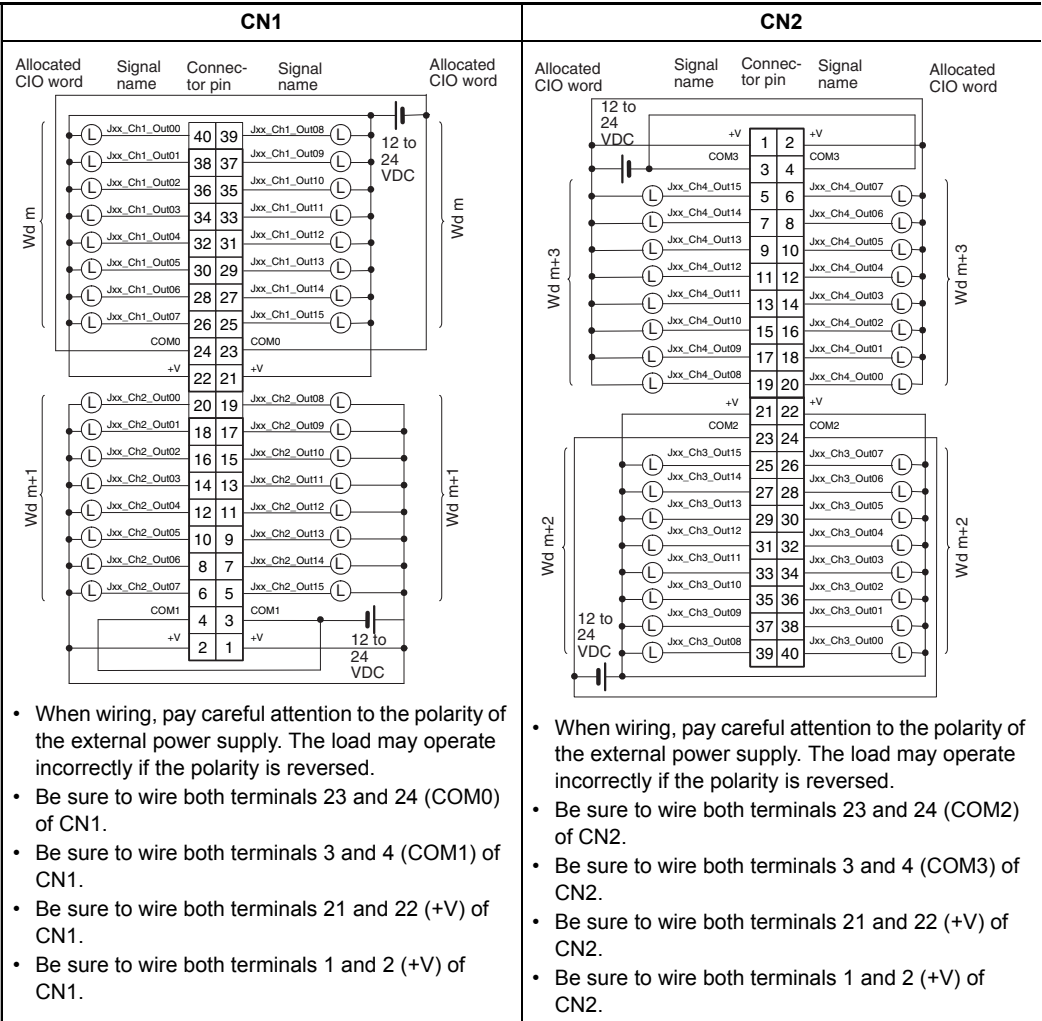 CN1
Allocated CIO word Signal name Connec-tor pin Signal name Allocated CIO word
12 to 24 VDC
Wd m
Wd m
L Jxx_Ch1_Out00 40 39 Jxx_Ch1_Out08 L
L Jxx_Ch1_Out01 38 37 Jxx_Ch1_Out09 L
L Jxx_Ch1_Out02 36 35 Jxx_Ch1_Out10 L
L Jxx_Ch1_Out03 34 33 Jxx_Ch1_Out11 L
L Jxx_Ch1_Out04 32 31 Jxx_Ch1_Out12 L
L Jxx_Ch1_Out05 30 29 Jxx_Ch1_Out13 L
L Jxx_Ch1_Out06 28 27 Jxx_Ch1_Out14 L
L Jxx_Ch1_Out07 26 25 Jxx_Ch1_Out15 L
COM0 24 23 COM0
+V 22 21 +V
Wd m+1
Wd m+1
L Jxx_Ch2_Out00 20 19 Jxx_Ch2_Out08 L
L Jxx_Ch2_Out01 18 17 Jxx_Ch2_Out09 L
L Jxx_Ch2_Out02 16 15 Jxx_Ch2_Out10 L
L Jxx_Ch2_Out03 14 13 Jxx_Ch2_Out11 L
L Jxx_Ch2_Out04 12 11 Jxx_Ch2_Out12 L
L Jxx_Ch2_Out05 10 9 Jxx_Ch2_Out13 L
L Jxx_Ch2_Out06 8 7 Jxx_Ch2_Out14 L
L Jxx_Ch2_Out07 6 5 Jxx_Ch2_Out15 L
COM1 4 3 COM1
+V 2 1 +V
12 to 24 VDC
• When wiring, pay careful attention to the polarity of
the external power supply. The load may operate
incorrectly if the polarity is reversed.
• Be sure to wire both terminals 23 and 24 (COM0)
of CN1.
• Be sure to wire both terminals 3 and 4 (COM1) of
CN1.
• Be sure to wire both terminals 21 and 22 (+V) of
CN1.
• Be sure to wire both terminals 1 and 2 (+V) of
CN1.
CN2
Allocated CIO word Signal name Connec-tor pin Signal name Allocated CIO word
12 to 24 VDC
+V 1 2 +V
COM3 3 4 COM3
Wd m+3
Wd m+3
L Jxx_Ch4_Out15 5 6 Jxx_Ch4_Out07 L
L Jxx_Ch4_Out14 7 8 Jxx_Ch4_Out06 L
L Jxx_Ch4_Out13 9 10 Jxx_Ch4_Out05 L
L Jxx_Ch4_Out12 11 12 Jxx_Ch4_Out04 L
L Jxx_Ch4_Out11 13 14 Jxx_Ch4_Out03 L
L Jxx_Ch4_Out10 15 16 Jxx_Ch4_Out02 L
L Jxx_Ch4_Out09 17 18 Jxx_Ch4_Out01 L
L Jxx_Ch4_Out08 19 20 Jxx_Ch4_Out00 L
+V 21 22 +V
COM2 23 24 COM2
Wd m+2
Wd m+2
L Jxx_Ch3_Out15 25 26 Jxx_Ch3_Out07 L
L Jxx_Ch3_Out14 27 28 Jxx_Ch3_Out06 L
L Jxx_Ch3_Out13 29 30 Jxx_Ch3_Out05 L
L Jxx_Ch3_Out12 31 32 Jxx_Ch3_Out04 L
L Jxx_Ch3_Out11 33 34 Jxx_Ch3_Out03 L
L Jxx_Ch3_Out10 35 36 Jxx_Ch3_Out02 L
L Jxx_Ch3_Out09 37 38 Jxx_Ch3_Out01 L
L Jxx_Ch3_Out08 39 40 Jxx_Ch3_Out00 L
12 to 24 VDC
• When wiring, pay careful attention to the polarity of
the external power supply. The load may operate
incorrectly if the polarity is reversed.
• Be sure to wire both terminals 23 and 24 (COM2)
of CN2.
• Be sure to wire both terminals 3 and 4 (COM3) of
CN2.
• Be sure to wire both terminals 21 and 22 (+V) of
CN2.
• Be sure to wire both terminals 1 and 2 (+V) of
CN2.